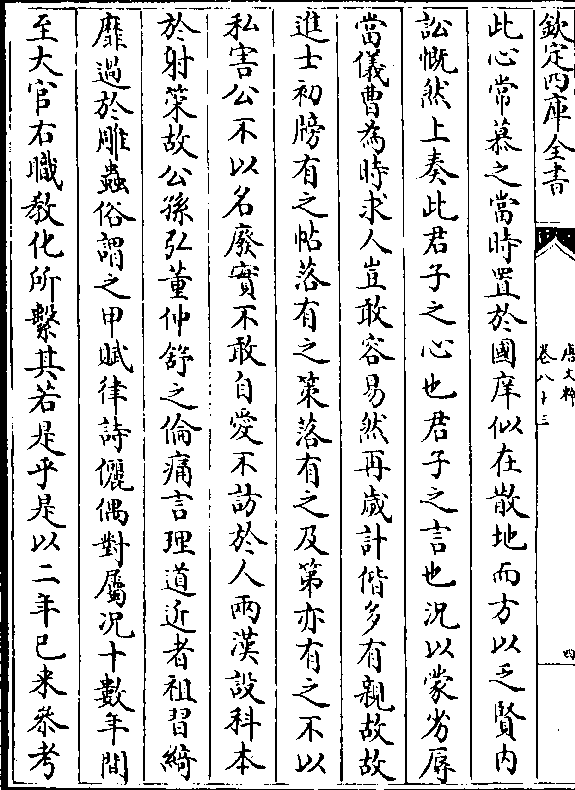 欽定四庫全書
唐文粹
卷八十三
四
此心常慕之當時置於國庠似在散地而方以乏賢内
訟慨然上奏此君子之心也君子之言也況以蒙劣辱
當儀曹為時求人豈敢容易然再歲計偕多有親故故
進士初牓有之帖落有之策落有之及第亦有之不以
私害公不以名廢實不敢自愛不訪於人兩漢設科本
於射策故公孫弘董仲舒之倫痛言理道近者祖習綺
靡過於雕蟲俗謂之甲賦律詩儷偶對屬况十數年間
至大官右職教化所繫其若是乎是以二年已来叅考